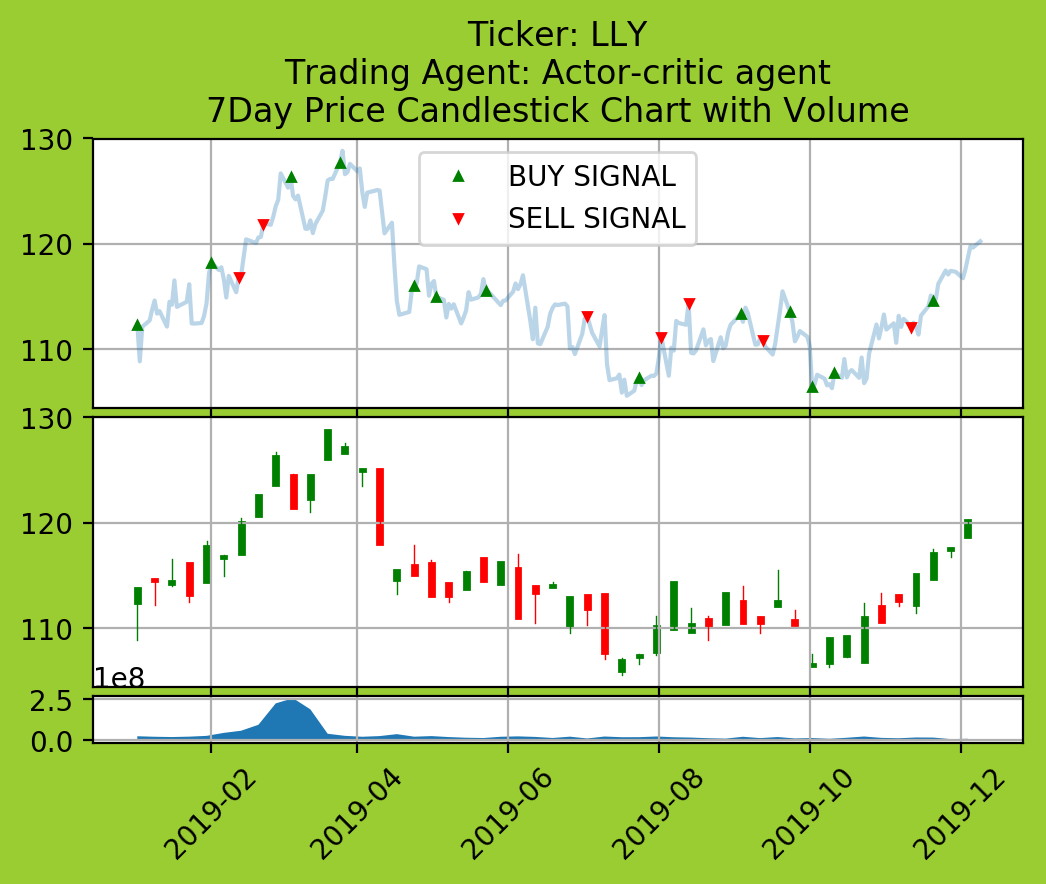 Ticker: LLY
Trading Agent: Actor-critic agent
7Day Price Candlestick Chart with Volume
130
120
110
BUY SIGNAL
SELL SIGNAL
130
120
110
1e8
2.5
0.0
2019-02
2019-04
2019-06
2019-08
2019-10
2019-12